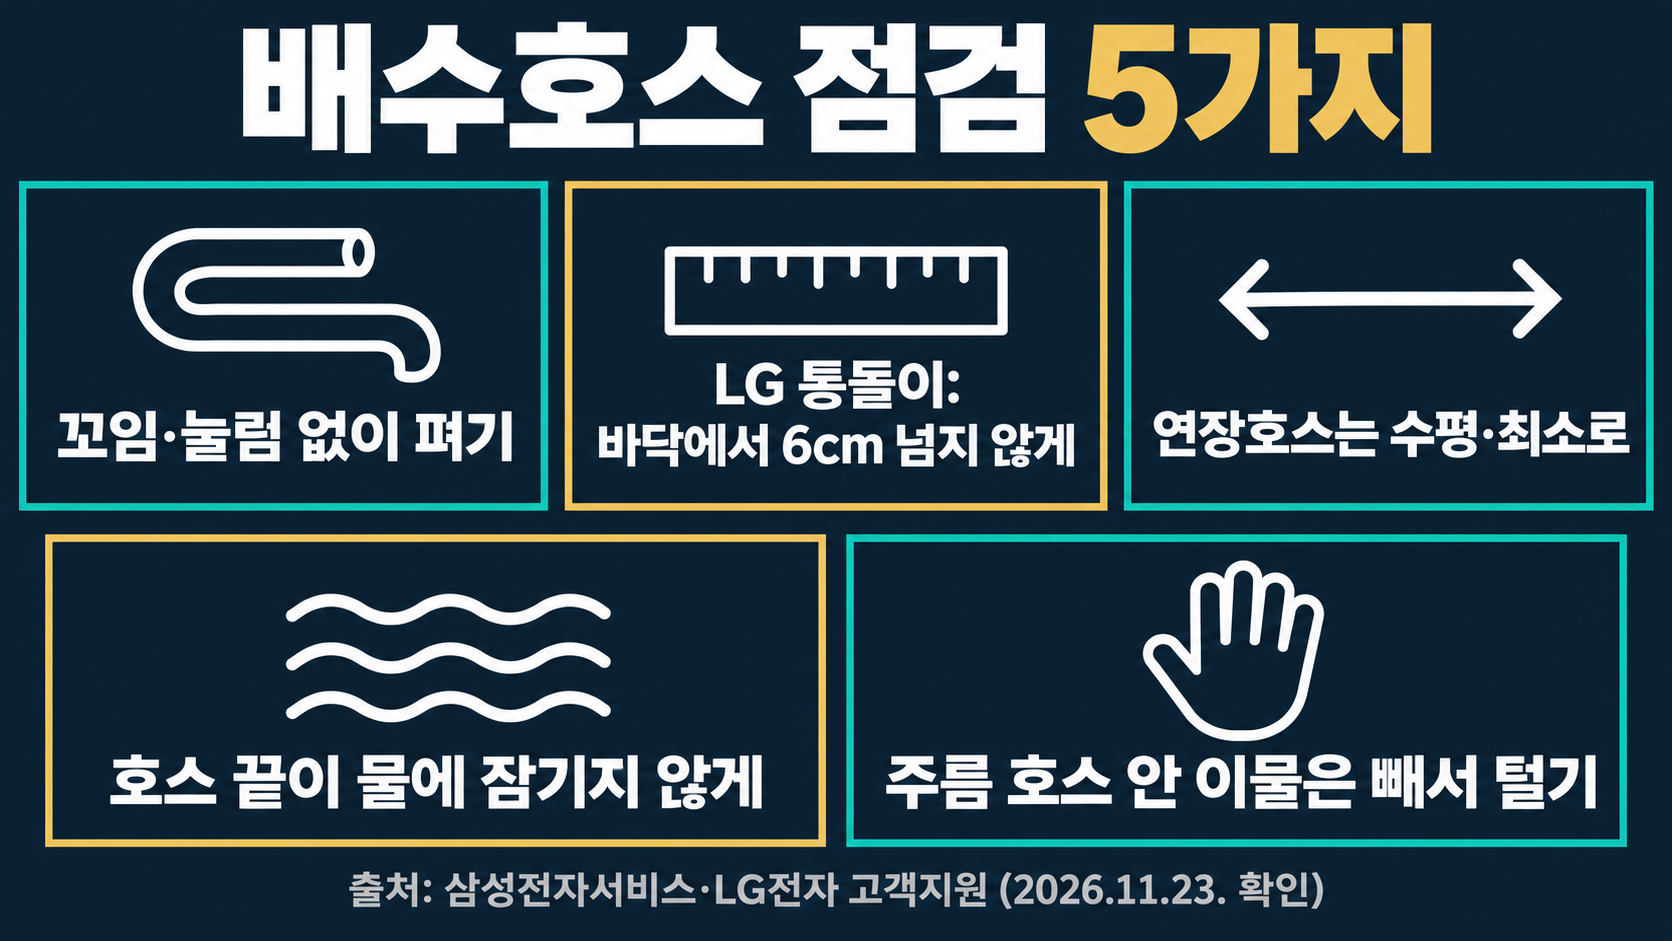 배수호스 점검 5가지
꼬임·눌림 없이 펴기
LG 통돌이:
바닥에서 6cm 넘지 않게
연장호스는 수평·최소로
호스 끝이 물에 잠기지 않게
주름 호스 안 이물은 빼서 털기
출처: 삼성전자서비스·LG전자 고객지원 (2026.11.23. 확인)